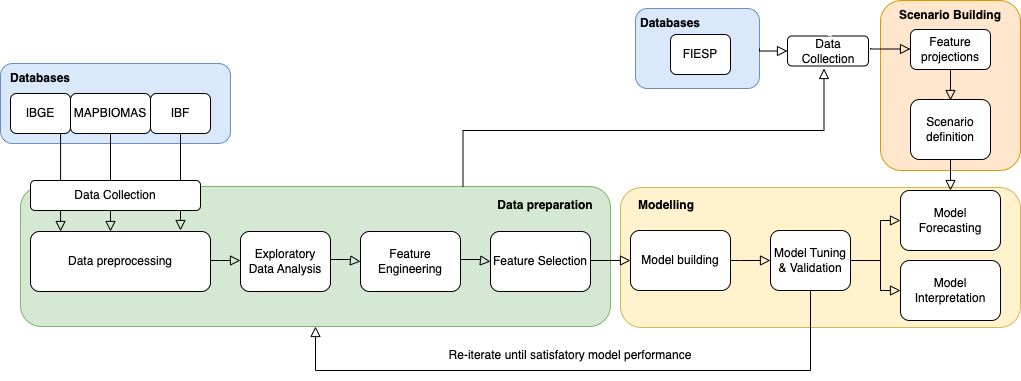 Databases
IBGE
MAPBIOMAS
IBF
Data Collection
Data preparation
Data preprocessing
Exploratory
Data Analysis
Feature
Engineering
Feature Selection
Databases
FIESP
Data
Collection
Scenario Building
Feature
projections
Scenario
definition
Modelling
Model building
Model Tuning
& Validation
Model
Forecasting
Model
Interpretation
Re-iterate until satisfatory model performance